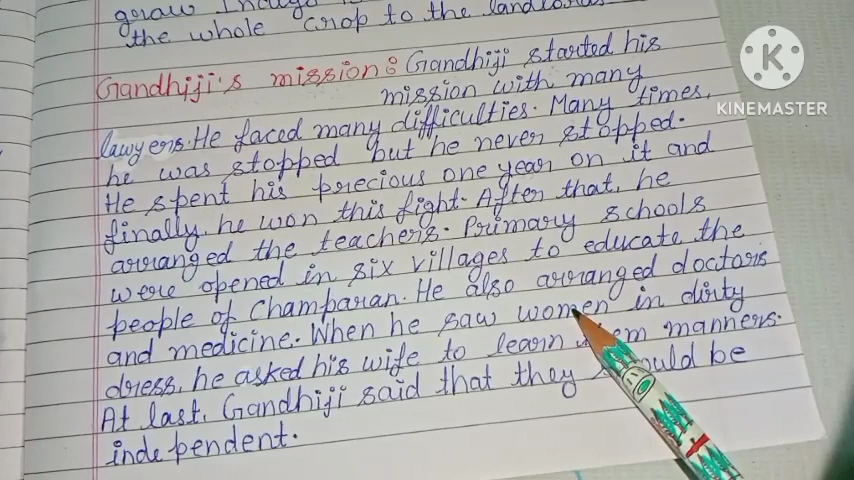 graw Indigo
the whole crop to the landlords
Gandhiji's mission: Gandhiji started his
mission with many
lawyers. He faced many difficulties. Many times,
he was stopped but he never stopped.
He spent his precious one year on it and
finally, he won this fight. After that, he
arranged the teachers. Primary schools
were opened in six villages to educate the
people of Champaran. He also arranged doctors
and medicine. When he saw women in dirty
dress, he asked his wife to learn them manners.
At last, Gandhiji said that they should be
independent.
K
KINEMASTER